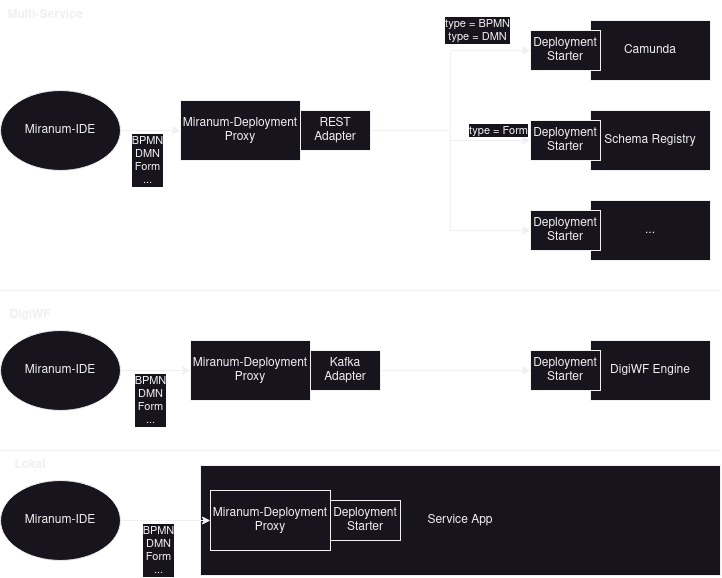 Multi-Service
type = BPMN
type = DMN
Deployment
Starter
Camunda
Miranum-IDE
Miranum-Deployment
Proxy
REST
Adapter
BPMN
DMN
Form
...
type = Form
Deployment
Starter
Schema Registry
Deployment
Starter
...
DigiWF
Miranum-IDE
BPMN
DMN
Form
...
Miranum-Deployment
Proxy
Kafka
Adapter
Deployment
Starter
DigiWF Engine
Lokal
Miranum-IDE
BPMN
DMN
Form
...
Miranum-Deployment
Proxy
Deployment
Starter
Service App